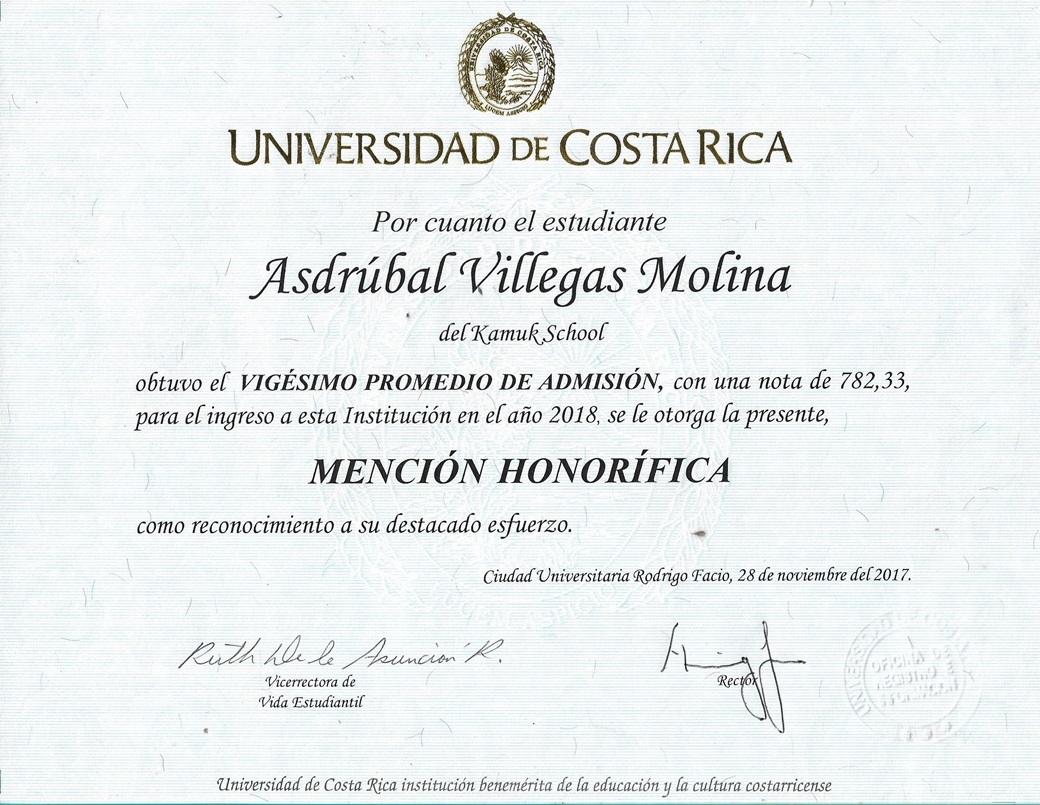 UNIVERSIDAD DE COSTA RICA
LUCEM ASPICIO
UNIVERSIDAD DE COSTA RICA
Por cuanto el estudiante
Asdrúbal Villegas Molina
del Kamuk School
obtuvo el VIGÉSIMO PROMEDIO DE ADMISIÓN, con una nota de 782,33,
para el ingreso a esta Institución en el año 2018, se le otorga la presente,
MENCIÓN HONORÍFICA
como reconocimiento a su destacado esfuerzo.
Ciudad Universitaria Rodrigo Facio, 28 de noviembre del 2017.
LUCEM ASPICIO
Ruth De la Asunción R.
Vicerrectora de
Vida Estudiantil
Rector
OFICINA DE
REGISTRO
Universidad de Costa Rica institución benemérita de la educación y la cultura costarricense